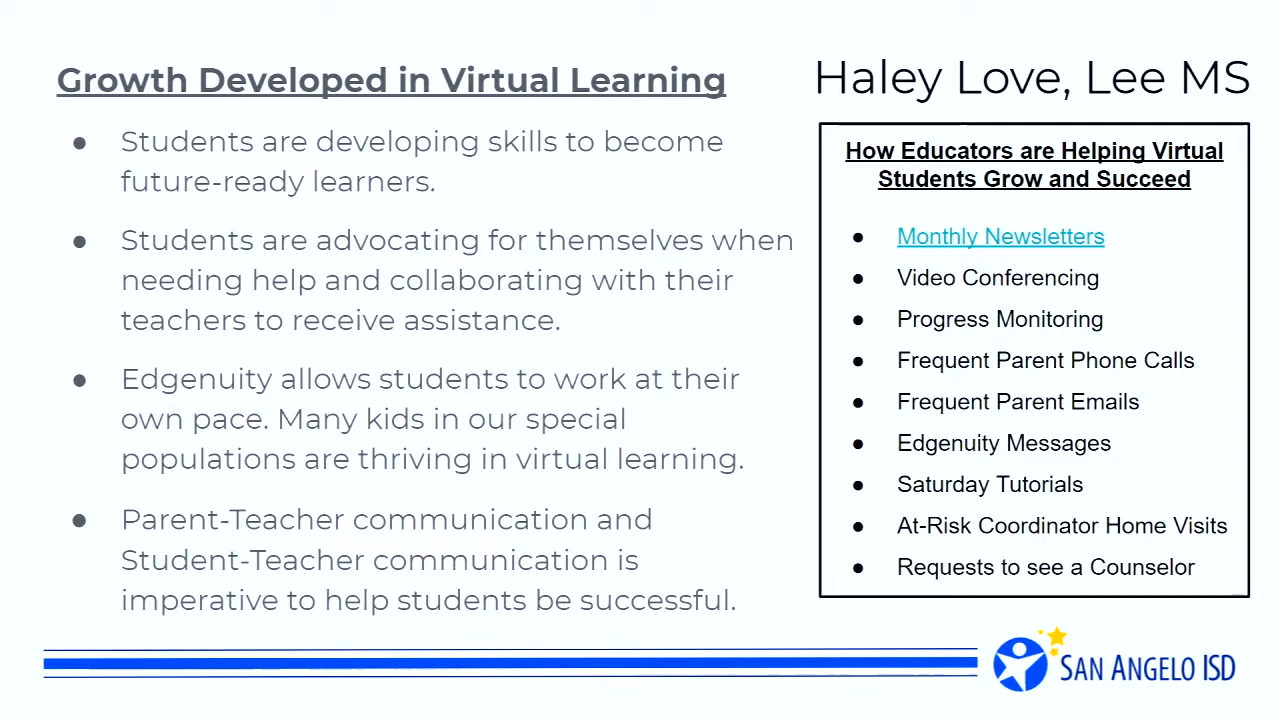 Growth Developed in Virtual Learning
● Students are developing skills to become
future-ready learners.
● Students are advocating for themselves when
needing help and collaborating with their
teachers to receive assistance.
● Edgenuity allows students to work at their
own pace. Many kids in our special
populations are thriving in virtual learning.
● Parent-Teacher communication and
Student-Teacher communication is
imperative to help students be successful.
Haley Love, Lee MS
How Educators are Helping Virtual
Students Grow and Succeed
● Monthly Newsletters
● Video Conferencing
● Progress Monitoring
● Frequent Parent Phone Calls
● Frequent Parent Emails
● Edgenuity Messages
● Saturday Tutorials
● At-Risk Coordinator Home Visits
● Requests to see a Counselor
SAN ANGELO ISD